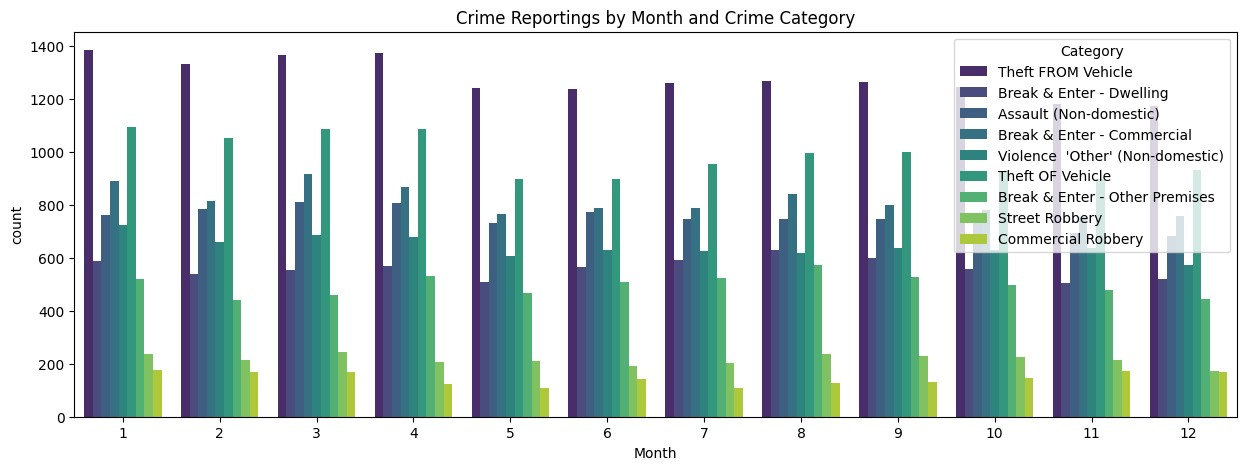 Crime Reportings by Month and Crime Category
1400
1200
1000
800
600
400
200
0
count
Category
Theft FROM Vehicle
Break & Enter - Dwelling
Assault (Non-domestic)
Break & Enter - Commercial
Violence  'Other' (Non-domestic)
Theft OF Vehicle
Break & Enter - Other Premises
Street Robbery
Commercial Robbery
1 2 3 4 5 6 7 8 9 10 11 12
Month